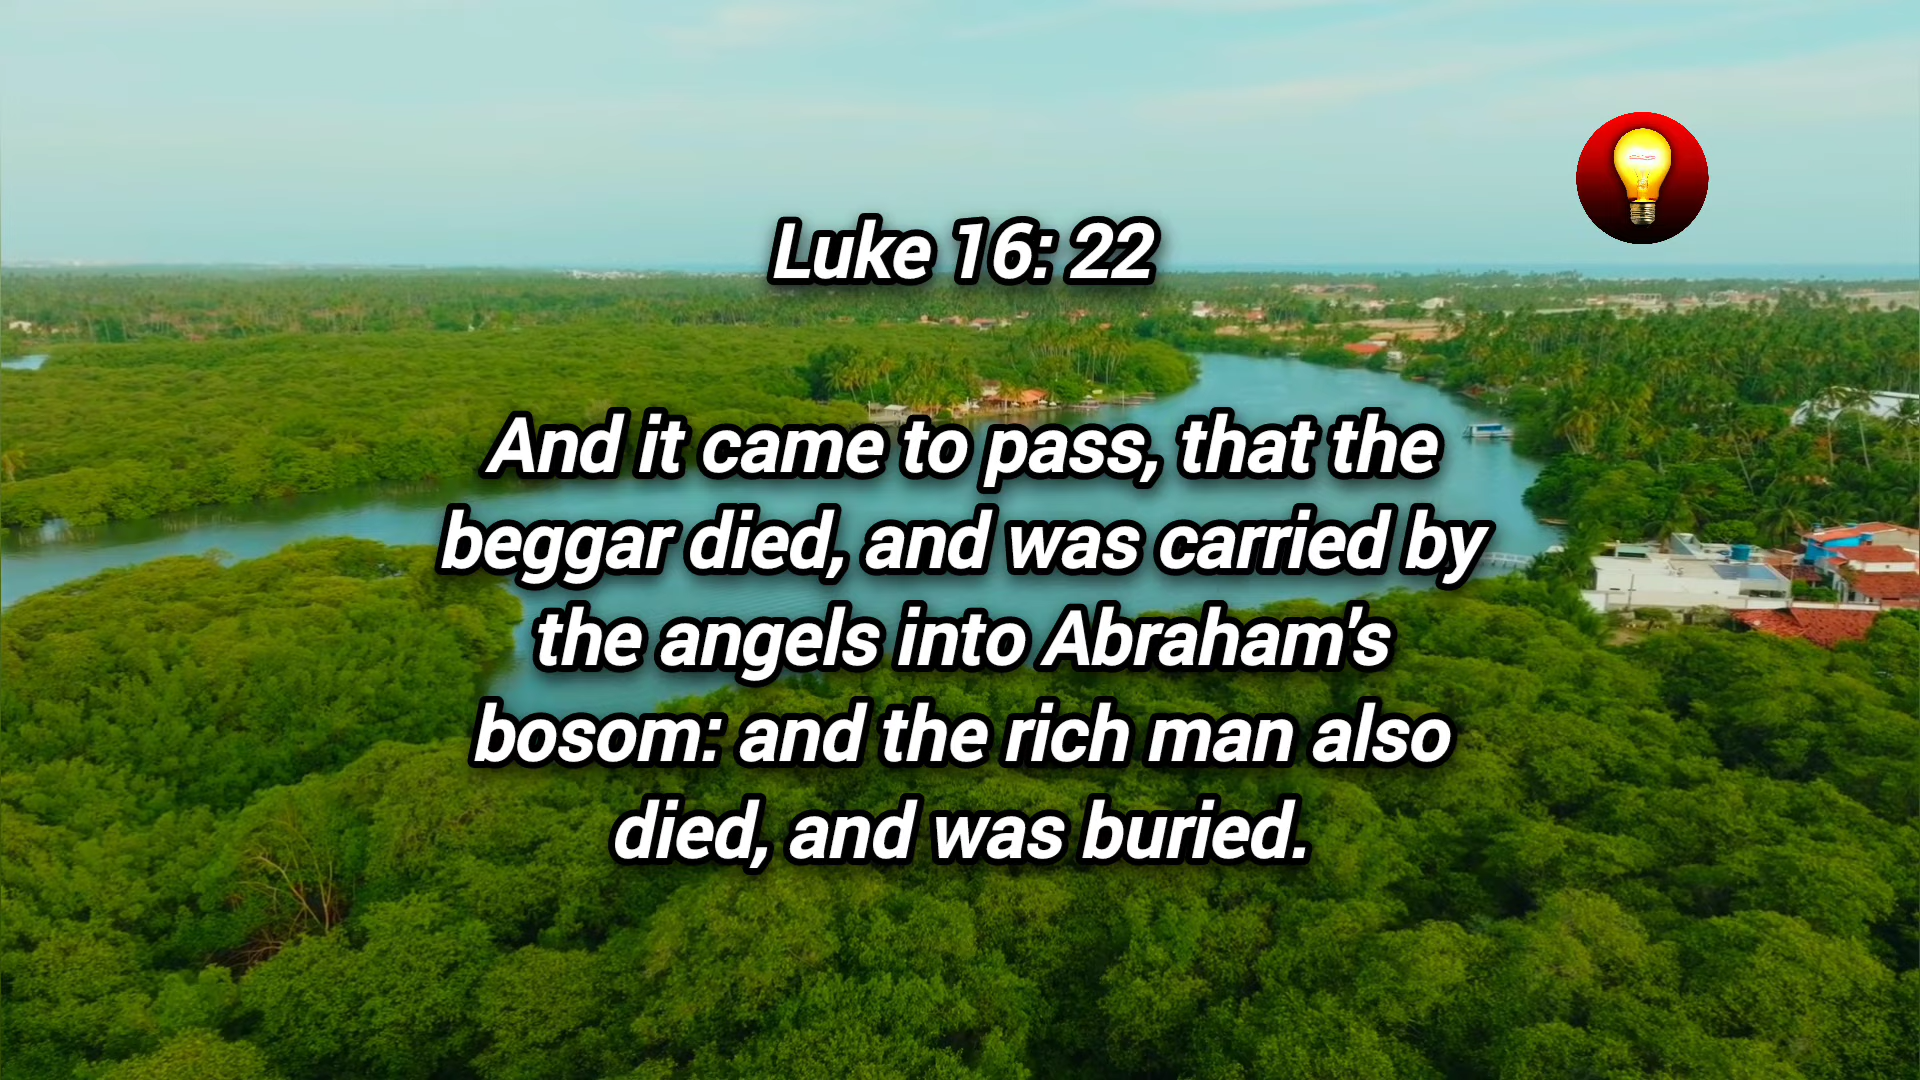 Luke 16: 22
And it came to pass, that the
beggar died, and was carried by
the angels into Abraham's
bosom: and the rich man also
died, and was buried.